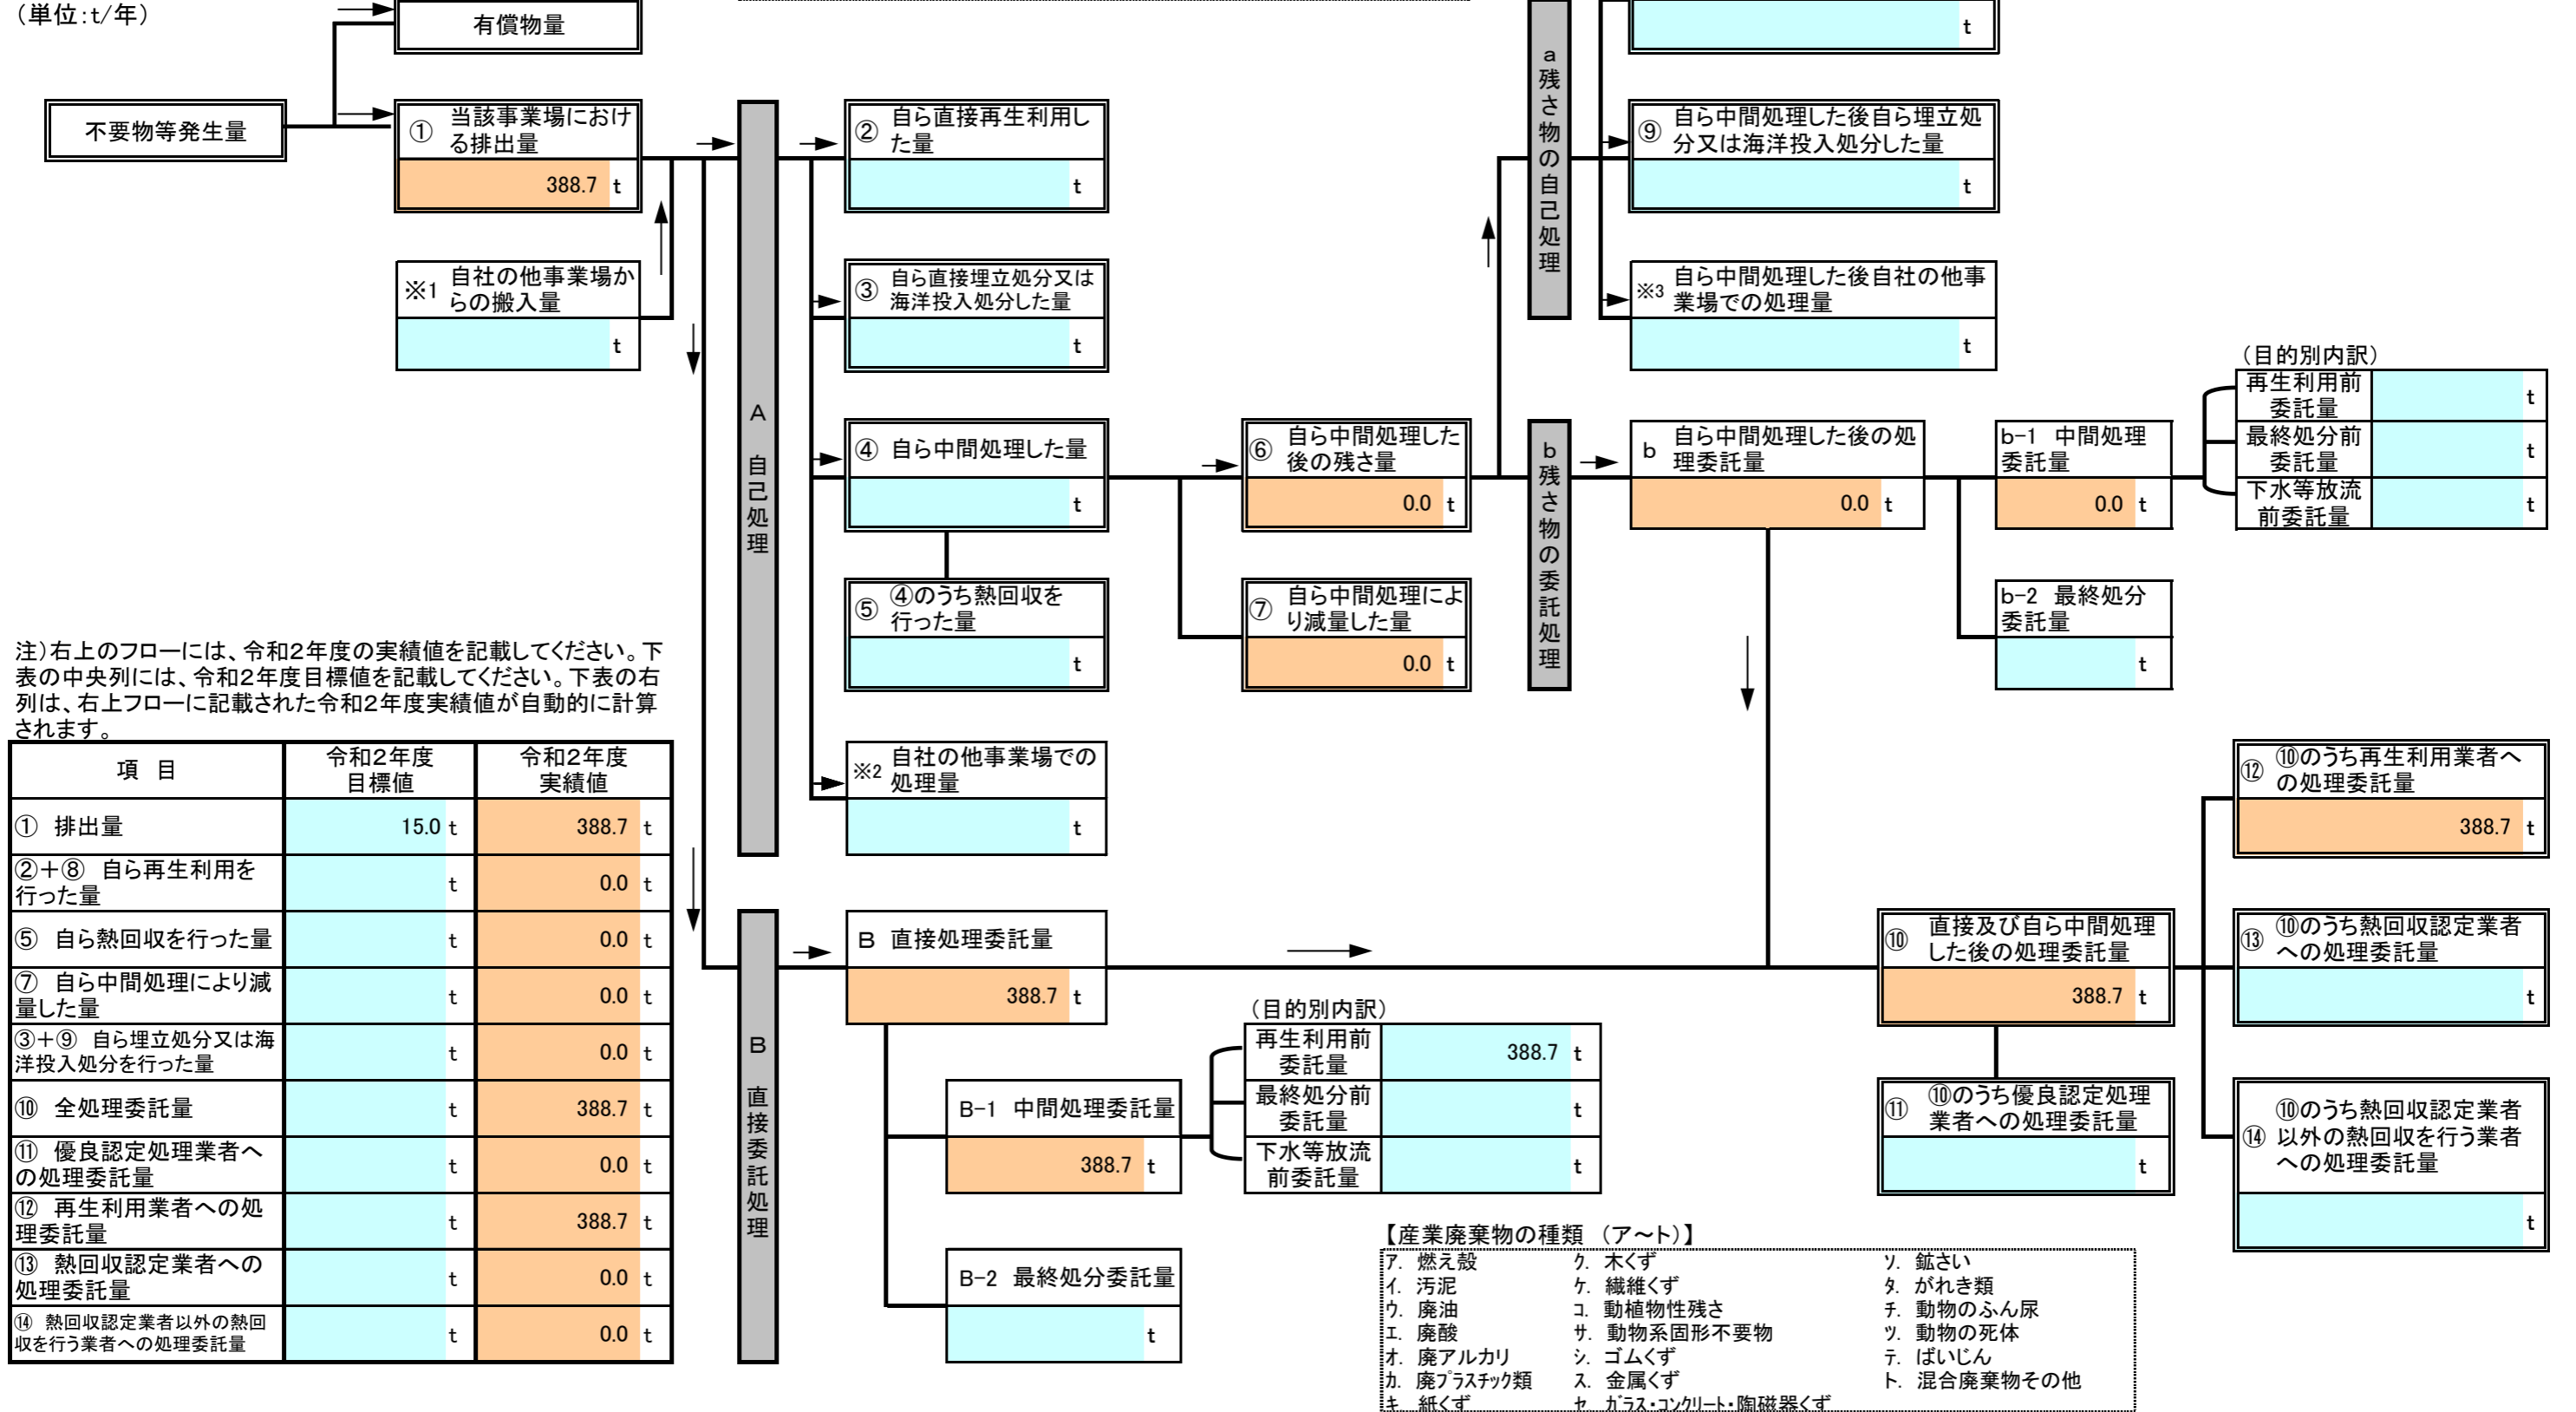 （単位：t/年）
有償物量
不要物等発生量
① 当該事業場におけ
る排出量
388.7 t
※1 自社の他事業場か
らの搬入量
t
A 自己処理
② 自ら直接再生利用し
た量
t
③ 自ら直接埋立処分又は
海洋投入処分した量
t
④ 自ら中間処理した量
t
⑤ ④のうち熱回収を
行った量
t
※2 自社の他事業場での
処理量
t
⑥ 自ら中間処理した
後の残さ量
0.0 t
⑦ 自ら中間処理によ
り減量した量
0.0 t
a 残さ物の自己処理
t
⑨ 自ら中間処理した後自ら埋立処
分又は海洋投入処分した量
t
※3 自ら中間処理した後自社の他事
業場での処理量
t
b 残さ物の委託処理
b 自ら中間処理した後の処
理委託量
0.0 t
b-1 中間処理
委託量
0.0 t
（目的別内訳）
再生利用前
委託量
t
最終処分前
委託量
t
下水等放流
前委託量
t
b-2 最終処分
委託量
t
注）右上のフローには、令和2年度の実績値を記載してください。下
表の中央列には、令和2年度目標値を記載してください。下表の右
列は、右上フローに記載された令和2年度実績値が自動的に計算
されます。
項 目
令和2年度
目標値
令和2年度
実績値
① 排出量
15.0 t
388.7 t
②＋⑧ 自ら再生利用を
行った量
t
0.0 t
⑤ 自ら熱回収を行った量
t
0.0 t
⑦ 自ら中間処理により減
量した量
t
0.0 t
③＋⑨ 自ら埋立処分又は海
洋投入処分を行った量
t
0.0 t
⑩ 全処理委託量
t
388.7 t
⑪ 優良認定処理業者へ
の処理委託量
t
0.0 t
⑫ 再生利用業者への処
理委託量
t
388.7 t
⑬ 熱回収認定業者への
処理委託量
t
0.0 t
⑭ 熱回収認定業者以外の熱回
収を行う業者への処理委託量
t
0.0 t
B 直接委託処理
B 直接処理委託量
388.7 t
B-1 中間処理委託量
388.7 t
（目的別内訳）
再生利用前
委託量
388.7 t
最終処分前
委託量
t
下水等放流
前委託量
t
B-2 最終処分委託量
t
⑩ 直接及び自ら中間処理
した後の処理委託量
388.7 t
⑪ ⑩のうち優良認定処理
業者への処理委託量
t
⑫ ⑩のうち再生利用業者へ
の処理委託量
388.7 t
⑬ ⑩のうち熱回収認定業者
への処理委託量
t
⑭ ⑩のうち熱回収認定業者
以外の熱回収を行う業者
への処理委託量
t
【産業廃棄物の種類 （ア～ト）】
ア. 燃え殻
イ. 汚泥
ウ. 廃油
エ. 廃酸
オ. 廃アルカリ
カ. 廃プラスチック類
キ. 紙くず
ク. 木くず
ケ. 繊維くず
コ. 動植物性残さ
サ. 動物系固形不要物
シ. ゴムくず
ス. 金属くず
セ. ガラス・コンクリート・陶磁器くず
ソ. 鉱さい
タ. がれき類
チ. 動物のふん尿
ツ. 動物の死体
テ. ばいじん
ト. 混合廃棄物その他